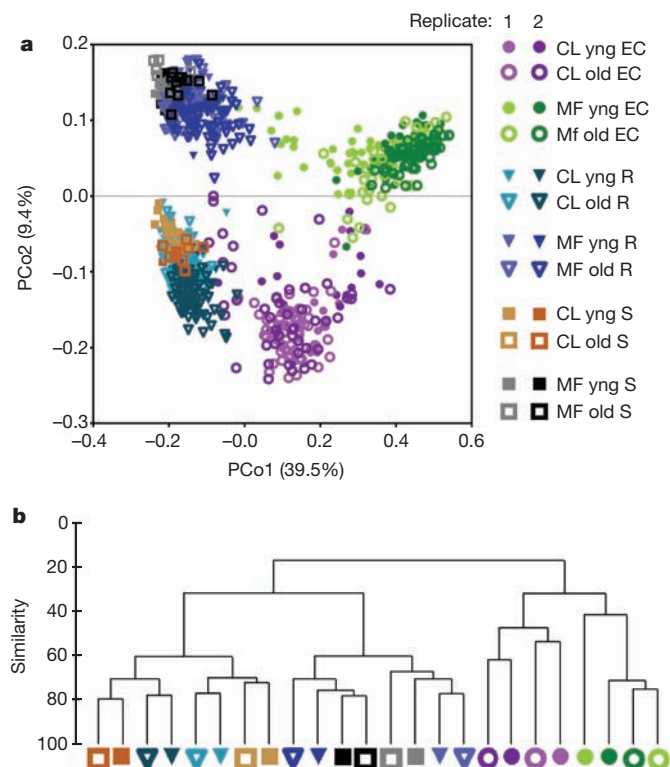 Replicate: 1 2
a
CL yng EC
CL old EC
MF yng EC
Mf old EC
CL yng R
CL old R
MF yng R
MF old R
CL yng S
CL old S
MF yng S
MF old S
PCo2 (9.4%)
0.2
0.1
0.0
−0.1
−0.2
−0.3
−0.4
−0.2
−0.0
0.2
0.4
0.6
PCo1 (39.5%)
b
Similarity
0
20
40
60
80
100